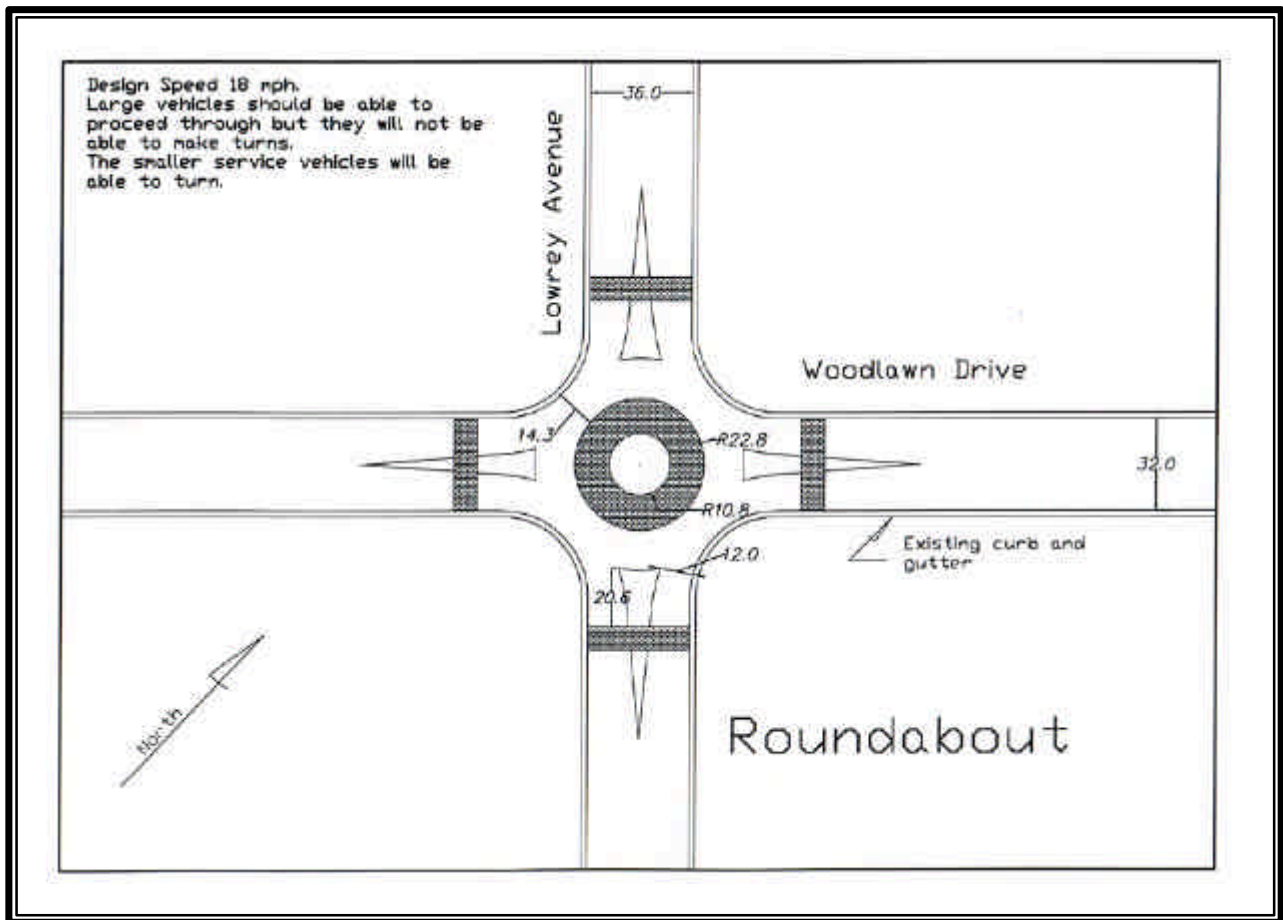 Design Speed 18 mph.
Large vehicles should be able to
proceed through but they will not be
able to make turns.
The smaller service vehicles will be
able to turn.
36.0
Lowrey Avenue
Woodlawn Drive
14.3
R22.8
32.0
R10.8
12.0
Existing curb and
gutter
20.6
North
Roundabout